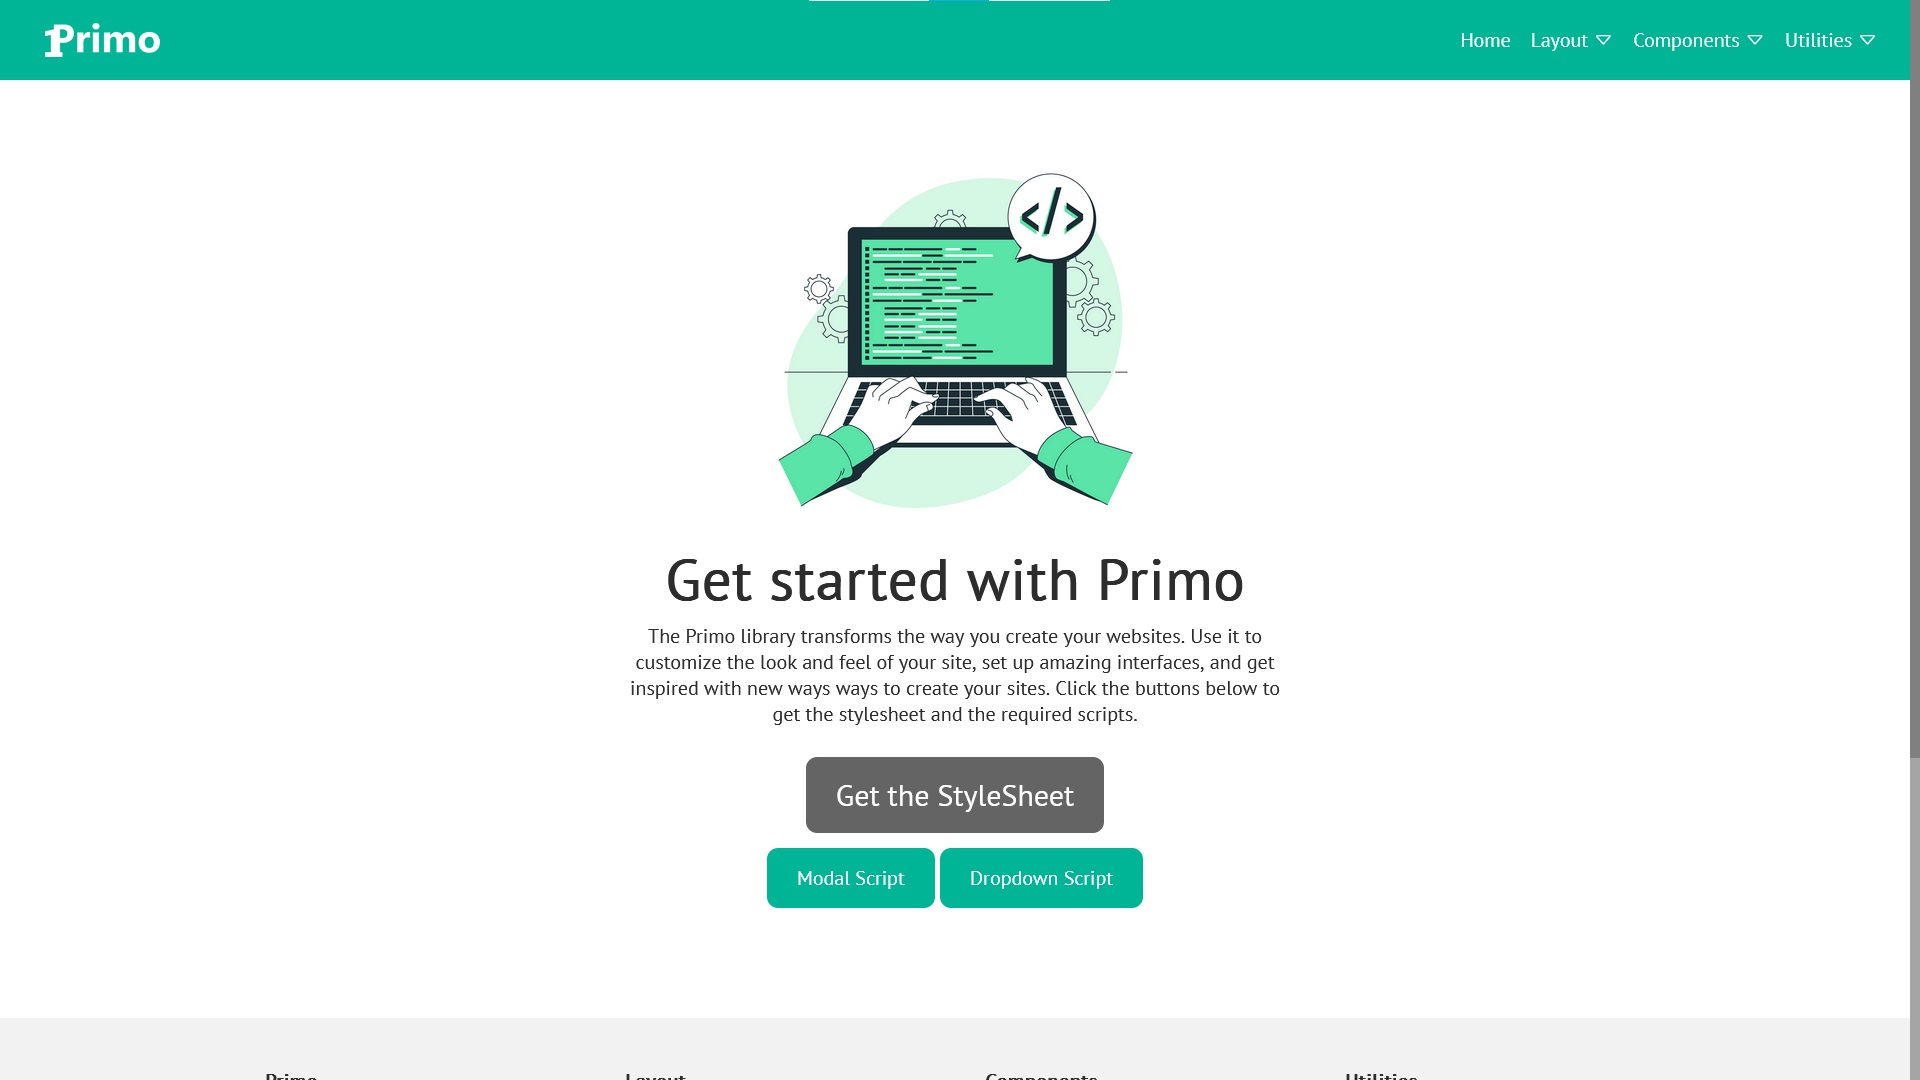 Primo
Home
Layout
Components
Utilities
</>
Get started with Primo
The Primo library transforms the way you create your websites. Use it to
customize the look and feel of your site, set up amazing interfaces, and get
inspired with new ways ways to create your sites. Click the buttons below to
get the stylesheet and the required scripts.
Get the StyleSheet
Modal Script
Dropdown Script
Primo
Layout
Components
Utilities